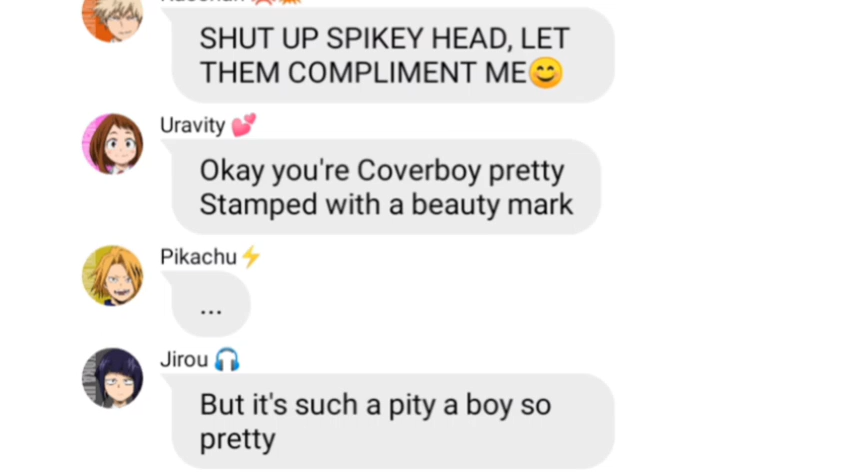 SHUT UP SPIKEY HEAD, LET
THEM COMPLIMENT ME😊
Uravity 💕
Okay you're Coverboy pretty
Stamped with a beauty mark
Pikachu⚡
...
Jirou 🎧
But it's such a pity a boy so
pretty